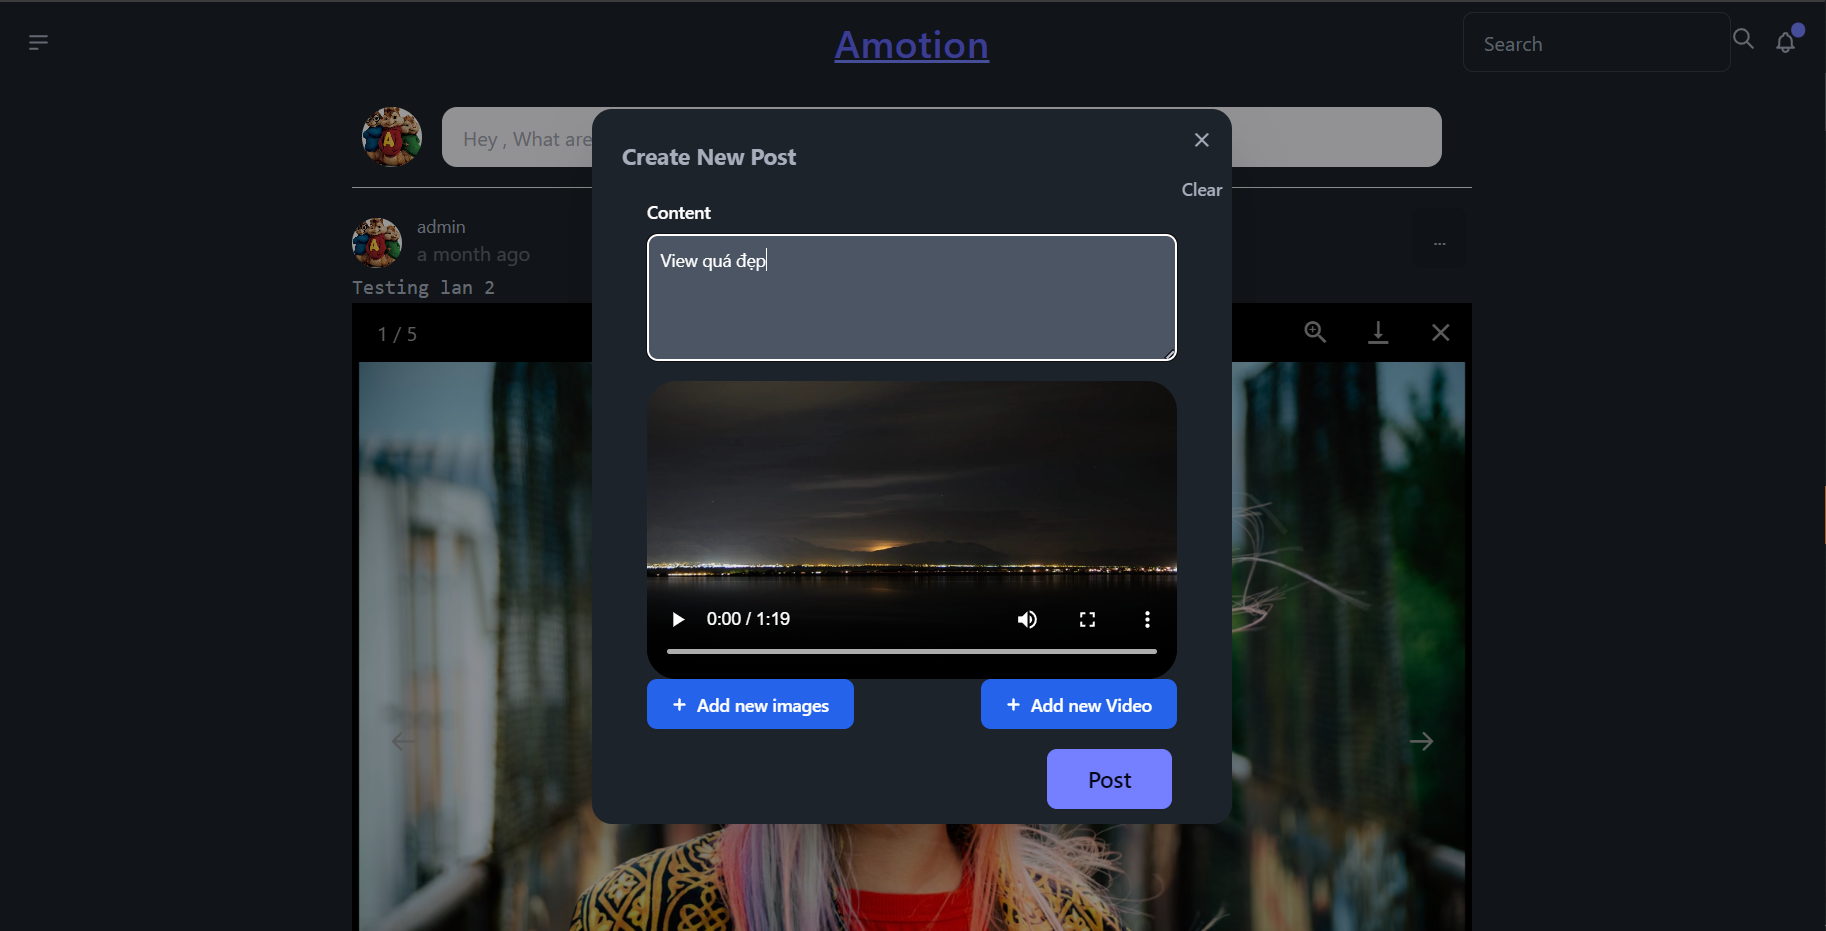 Amotion
Search
Hey , What are
Create New Post
Clear
Content
View quá đẹp
admin
a month ago
...
Testing lan 2
1 / 5
0:00 / 1:19
+ Add new images
+ Add new Video
Post